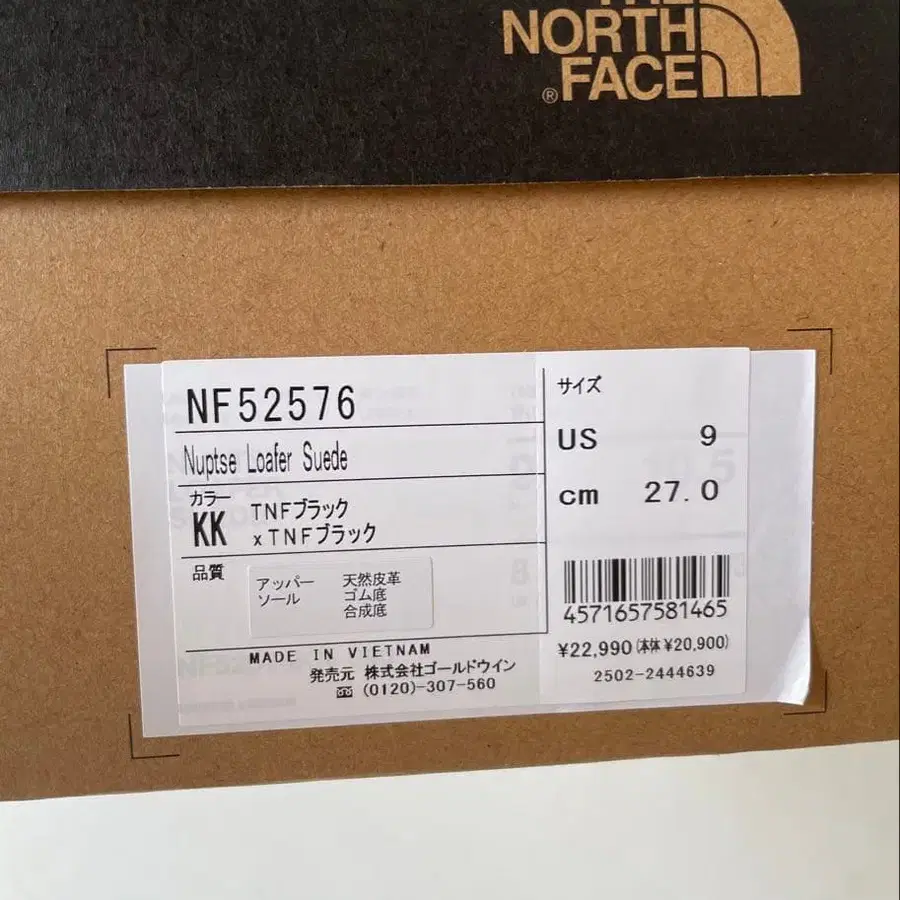 THE
NORTH
FACE
®
NF52576
Nuptse Loafer Suede
カラー
KK TNFブラック
xTNFブラック
品質
アッパー 天然皮革
ソール ゴム底
合成底
MADE IN VIETNAM
発売元 株式会社ゴールドウイン
(0120)-307-560
サイズ
US 9
cm 27.0
4571657581465
¥22,990(本体¥20,900)
2502-2444639